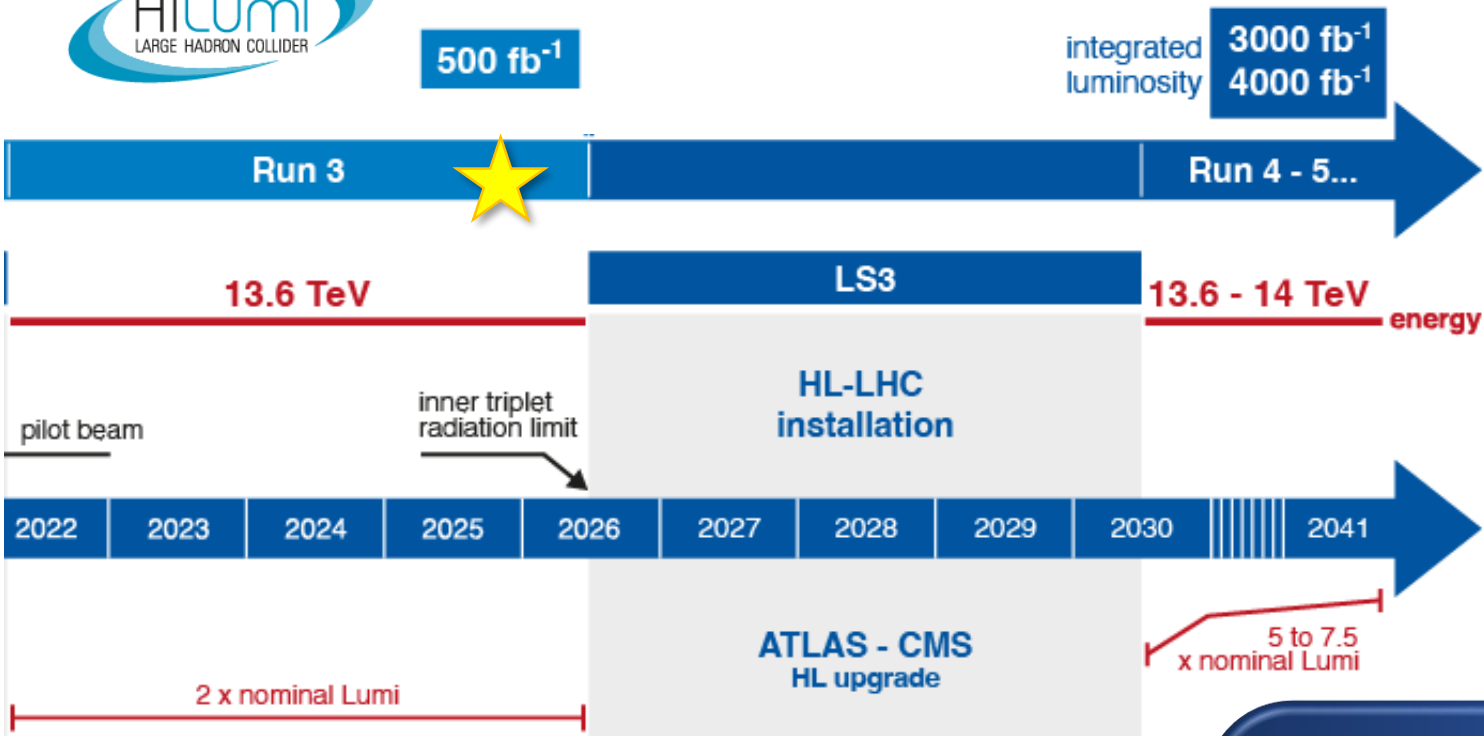 HILUMI
LARGE HADRON COLLIDER
500 fb-1
integrated luminosity
3000 fb-1
4000 fb-1
Run 3
Run 4 - 5...
13.6 TeV
LS3
13.6 - 14 TeV
energy
pilot beam
inner triplet
radiation limit
HL-LHC
installation
2022 2023 2024 2025 2026 2027 2028 2029 2030 2041
ATLAS - CMS
HL upgrade
5 to 7.5
x nominal Lumi
2 x nominal Lumi